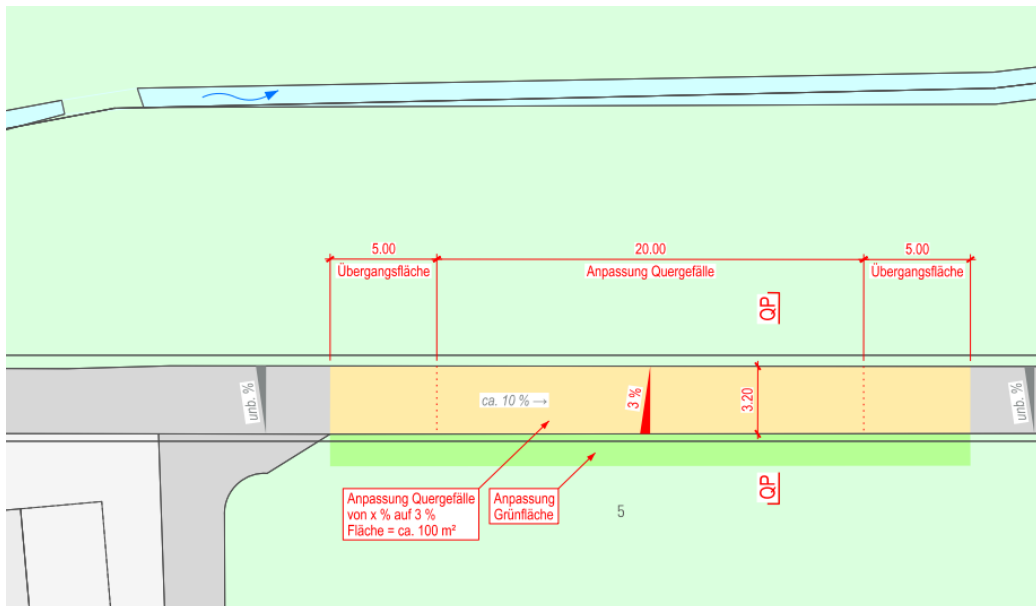 5.00
20.00
5.00
Übergangsfläche
Anpassung Quergefälle
Übergangsfläche
QP
unb. %
ca. 10 % →
3 %
3.20
unb. %
Anpassung Quergefälle
von x % auf 3 %
Fläche = ca. 100 m²
Anpassung
Grünfläche
QP
5